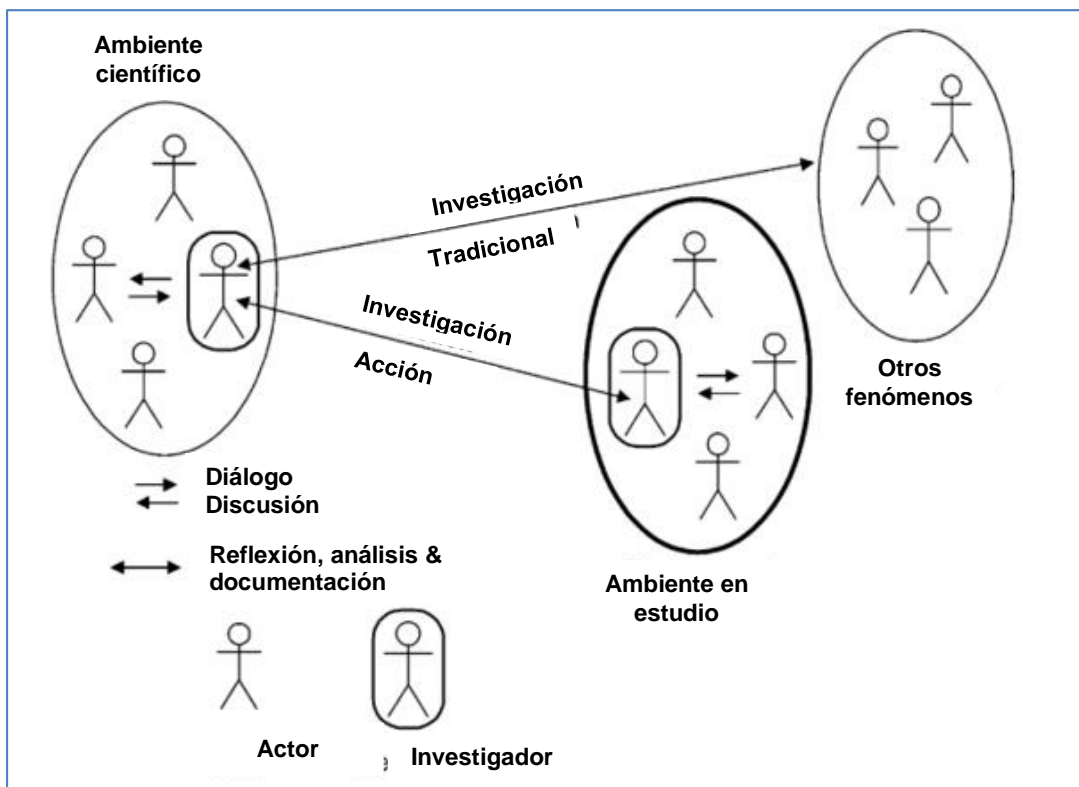 Ambiente
científico
Investigación
Tradicional
Investigación
Acción
Otros
fenómenos
Diálogo
Discusión
Reflexión, análisis &
documentación
Ambiente en
estudio
Actor
Investigador